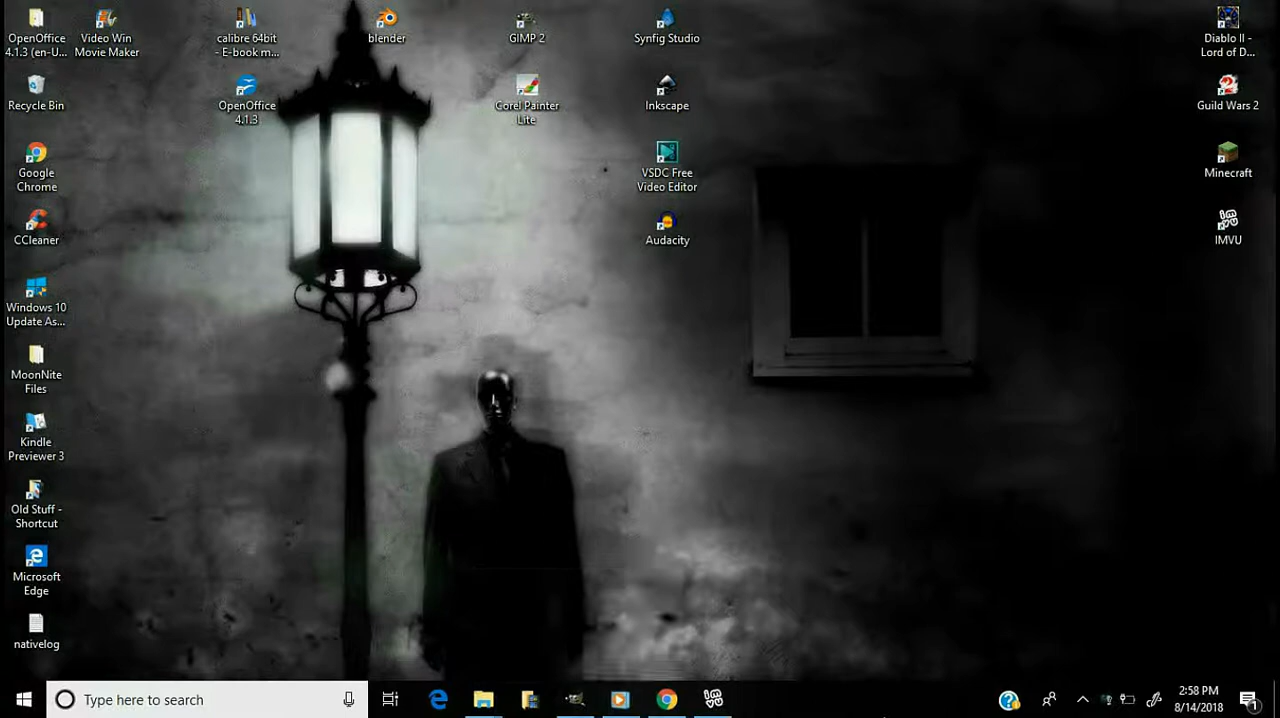 OpenOffice
4.1.3 (en-U...
Video Win
Movie Maker
calibre 64bit
- E-book m...
blender
GIMP 2
Synfig Studio
Diablo II -
Lord of D...
Recycle Bin
OpenOffice
4.1.3
Corel Painter
Lite
Inkscape
Guild Wars 2
Google
Chrome
VSDC Free
Video Editor
Minecraft
CCleaner
Audacity
IMVU
Windows 10
Update As...
MoonNite
Files
Kindle
Previewer 3
Old Stuff -
Shortcut
Microsoft
Edge
nativelog
Type here to search
2:58 PM
8/14/2018
1